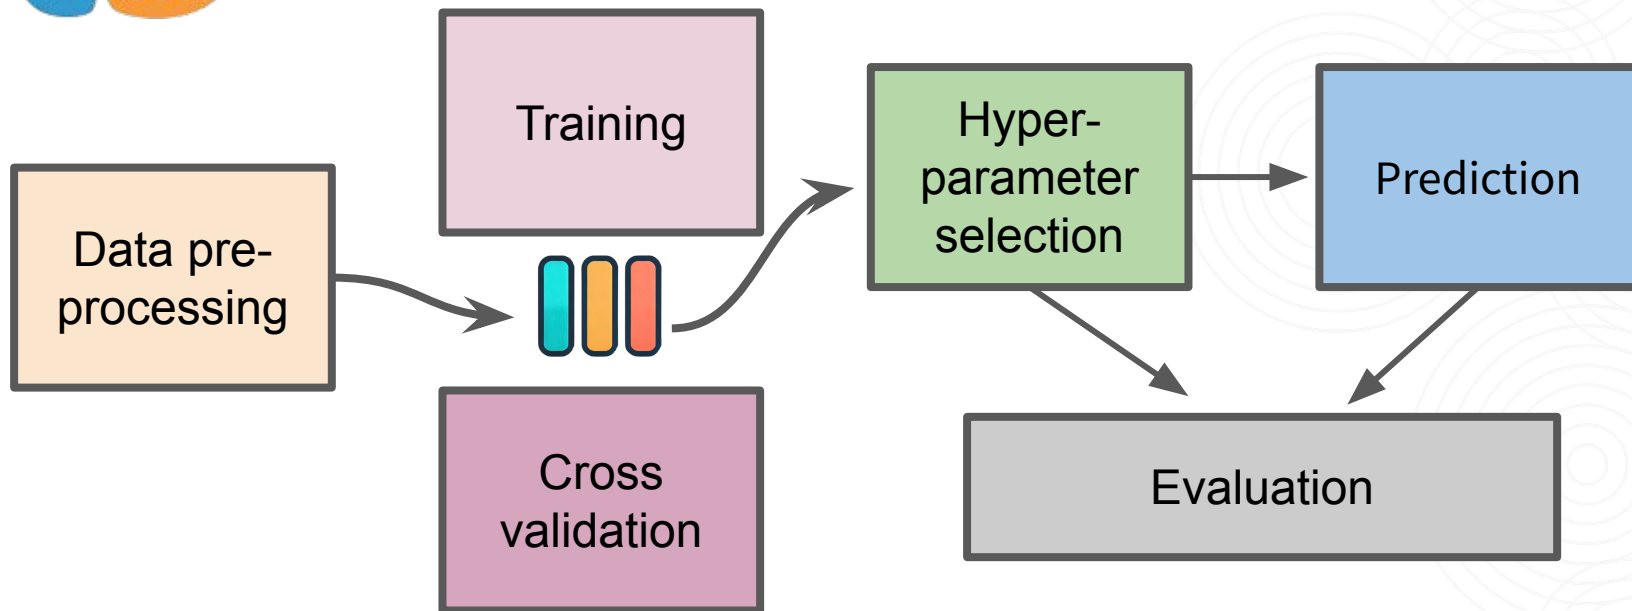 Data pre-
processing
Training
Cross
validation
Hyper-
parameter
selection
Prediction
Evaluation